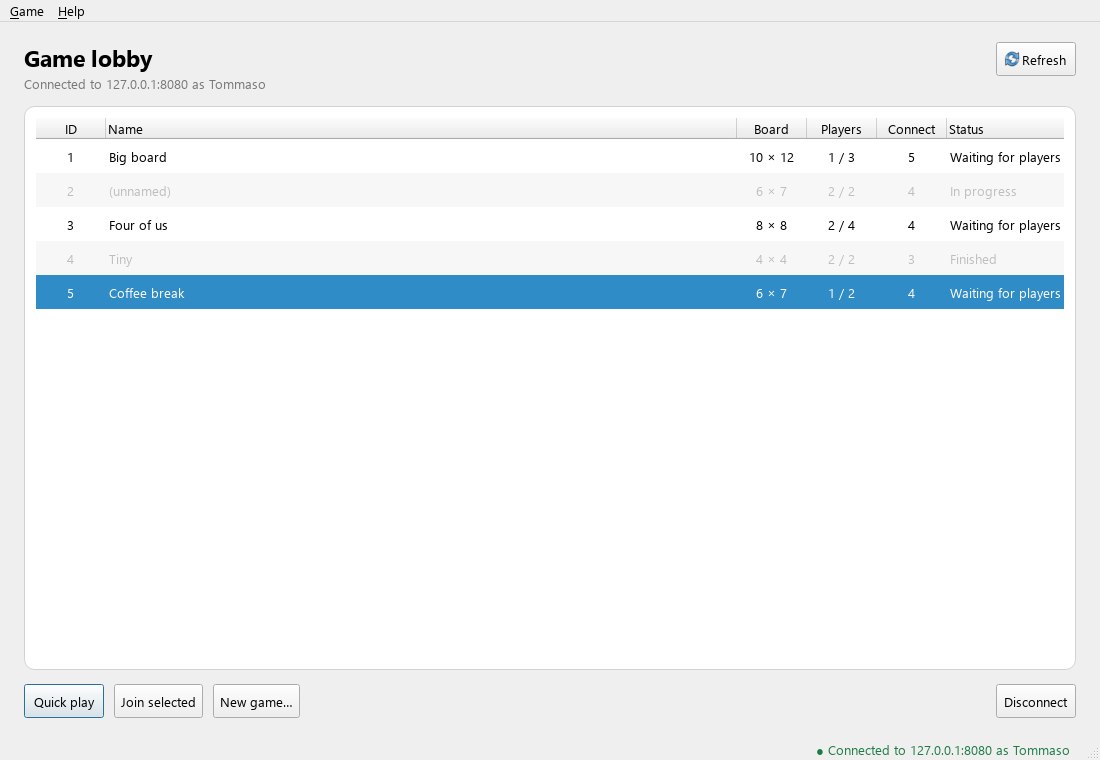 Game Help
Game lobby
Refresh
Connected to 127.0.0.1:8080 as Tommaso
ID Name Board Players Connect Status
1 Big board 10 × 12 1 / 3 5 Waiting for players
2 (unnamed) 6 × 7 2 / 2 4 In progress
3 Four of us 8 × 8 2 / 4 4 Waiting for players
4 Tiny 4 × 4 2 / 2 3 Finished
5 Coffee break 6 × 7 1 / 2 4 Waiting for players
Quick play Join selected New game... Disconnect
● Connected to 127.0.0.1:8080 as Tommaso